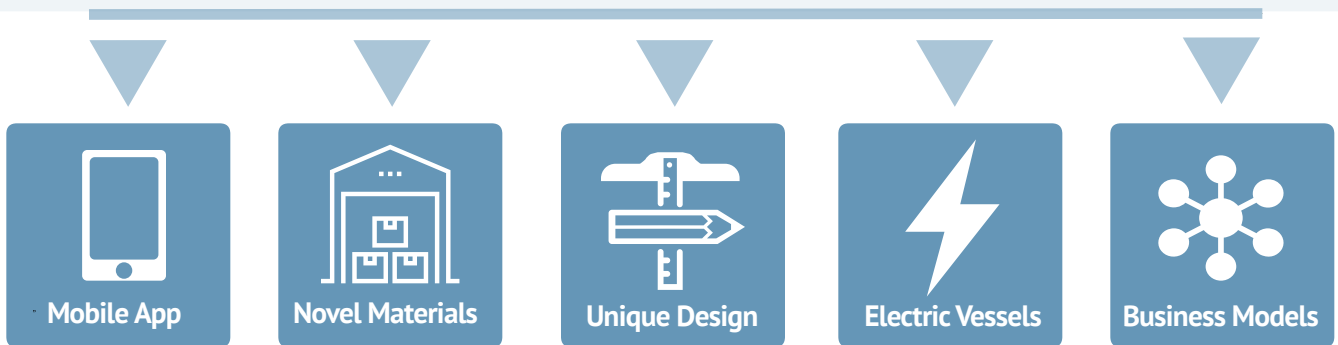 Mobile App
Novel Materials
Unique Design
Electric Vessels
Business Models